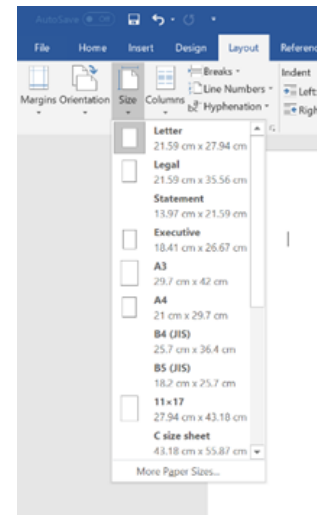 AutoSave Off
File Home Insert Design Layout Referenc
Margins Orientation Size Columns Breaks Line Numbers Hyphenation Indent Left Righ
Letter
21.59 cm x 27.94 cm
Legal
21.59 cm x 35.56 cm
Statement
13.97 cm x 21.59 cm
Executive
18.41 cm x 26.67 cm
A3
29.7 cm x 42 cm
A4
21 cm x 29.7 cm
B4 (JIS)
25.7 cm x 36.4 cm
B5 (JIS)
18.2 cm x 25.7 cm
11×17
27.94 cm x 43.18 cm
C size sheet
43.18 cm x 55.87 cm
More Paper Sizes...